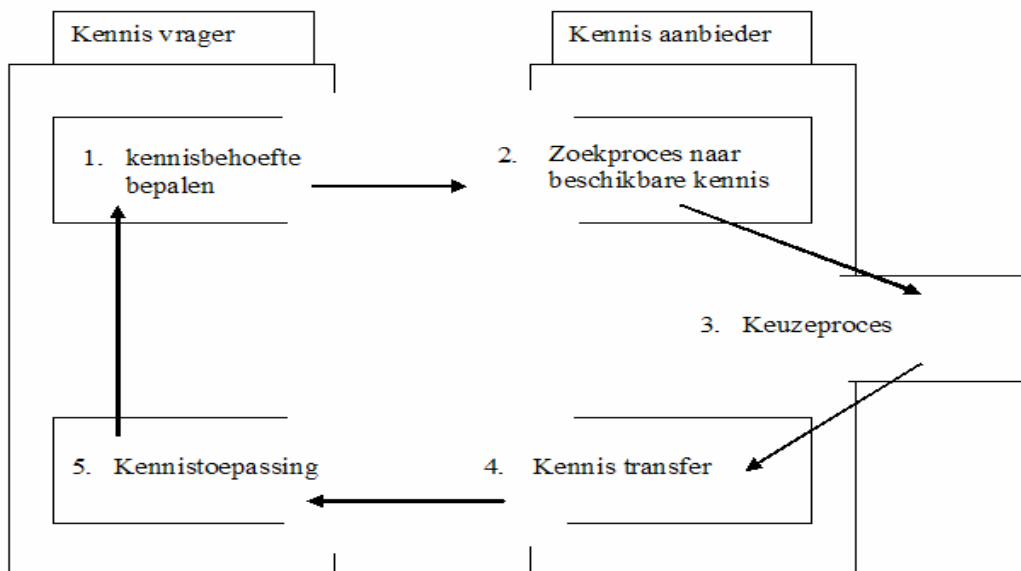 Kennis vrager
Kennis aanbieder
1. kennisbehoefte
bepalen
2. Zoekproces naar
beschikbare kennis
3. Keuzeproces
5. Kennistoepassing
4. Kennis transfer